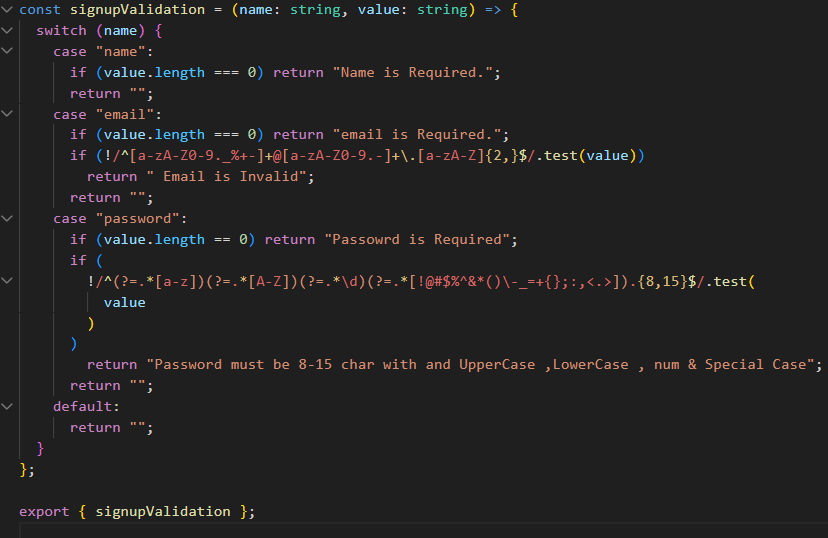 const signupValidation = (name: string, value: string) => {
  switch (name) {
    case "name":
      if (value.length === 0) return "Name is Required.";
      return "";
    case "email":
      if (value.length === 0) return "email is Required.";
      if (!/^[a-zA-Z0-9._%+-]+@[a-zA-Z0-9.-]+\.[a-zA-Z]{2,}$/.test(value))
        return " Email is Invalid";
      return "";
    case "password":
      if (value.length == 0) return "Passowrd is Required";
      if (
        !/^(?=.*[a-z])(?=.*[A-Z])(?=.*\d)(?=.*[!@#$%^&*()\-_=+{};:,<.>]).{8,15}$/.test(
          value
        )
      )
        return "Password must be 8-15 char with and UpperCase ,LowerCase , num & Special Case";
      return "";
    default:
      return "";
  }
};
export { signupValidation };